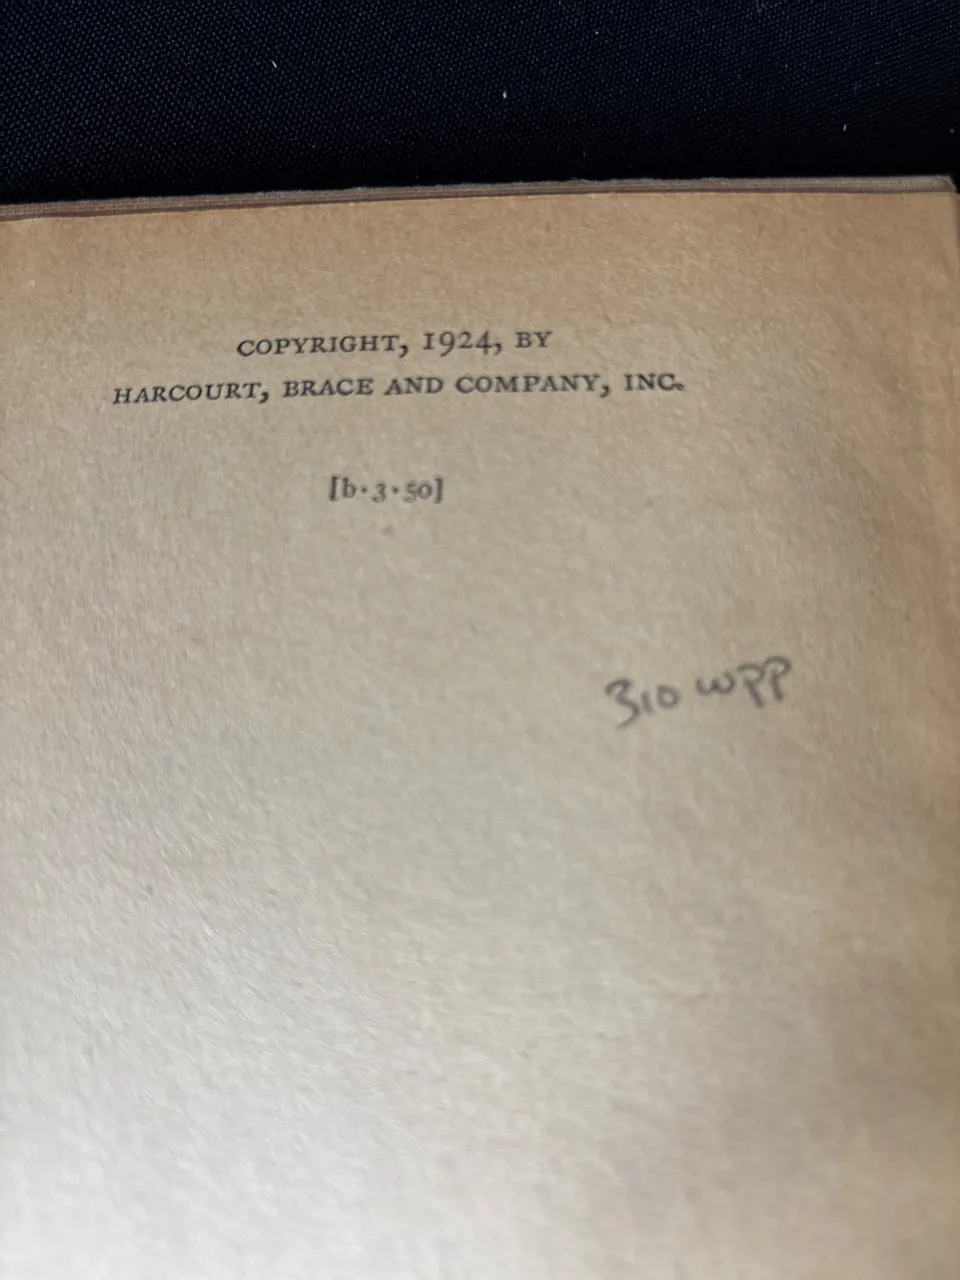 COPYRIGHT, 1924, BY
HARCOURT, BRACE AND COMPANY, INC.
[b·3·50]
310 WPP